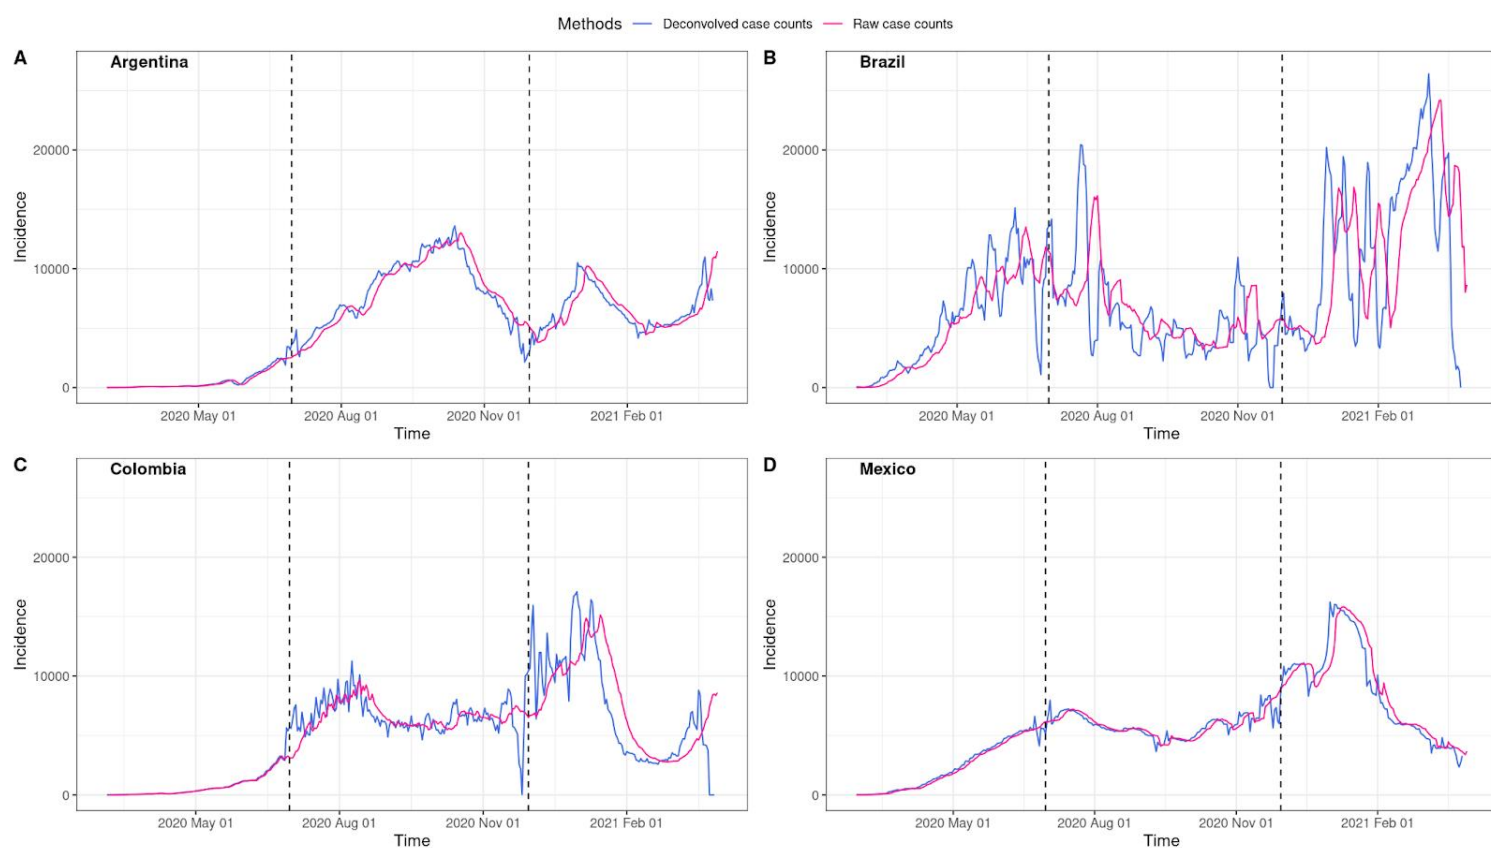 Methods Deconvolved case counts Raw case counts
A Argentina
Incidence
20000
10000
0
2020 May 01 2020 Aug 01 2020 Nov 01 2021 Feb 01
Time
B Brazil
Incidence
20000
10000
0
2020 May 01 2020 Aug 01 2020 Nov 01 2021 Feb 01
Time
C Colombia
Incidence
20000
10000
0
2020 May 01 2020 Aug 01 2020 Nov 01 2021 Feb 01
Time
D Mexico
Incidence
20000
10000
0
2020 May 01 2020 Aug 01 2020 Nov 01 2021 Feb 01
Time